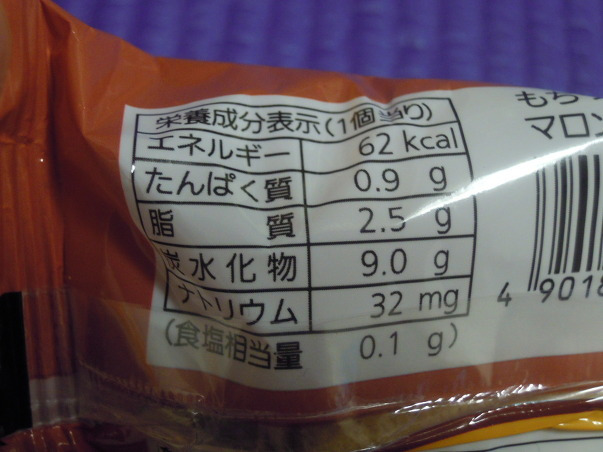 栄養成分表示(1個当り)
エネルギー 62 kcal
たんぱく質 0.9 g
脂質 2.5 g
炭水化物 9.0 g
ナトリウム 32 mg
(食塩相当量 0.1 g)
もち
マロン
4 9018